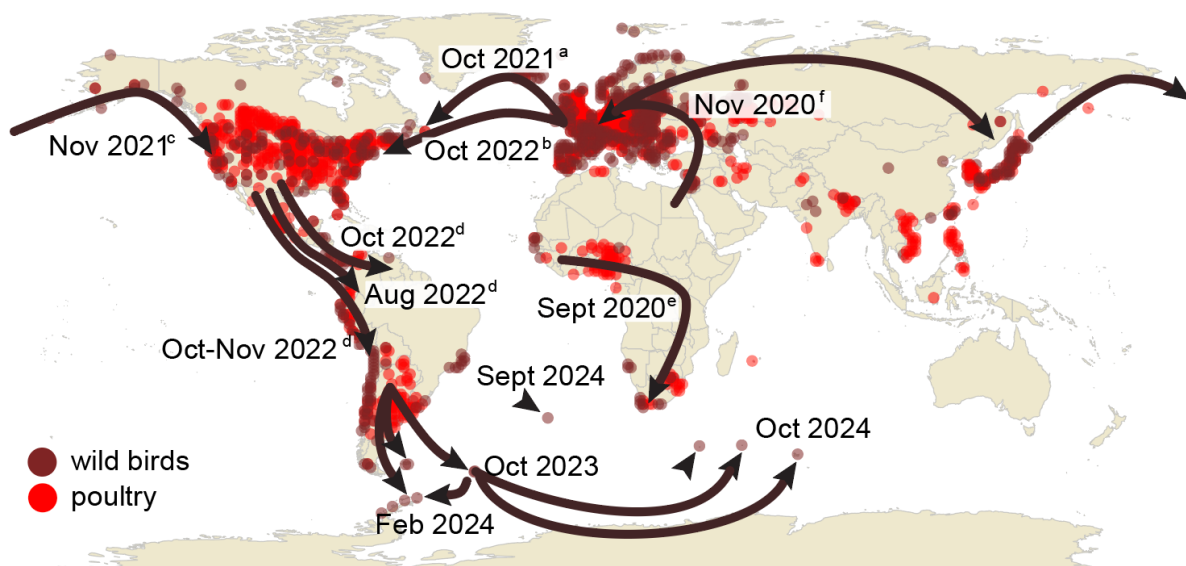 Oct 2021ᵃ
Nov 2020ᶠ
Nov 2021ᶜ
Oct 2022ᵇ
Oct 2022ᵈ
Aug 2022ᵈ
Sept 2020ᵉ
Oct-Nov 2022ᵈ
Sept 2024
Oct 2024
wild birds
Oct 2023
poultry
Feb 2024